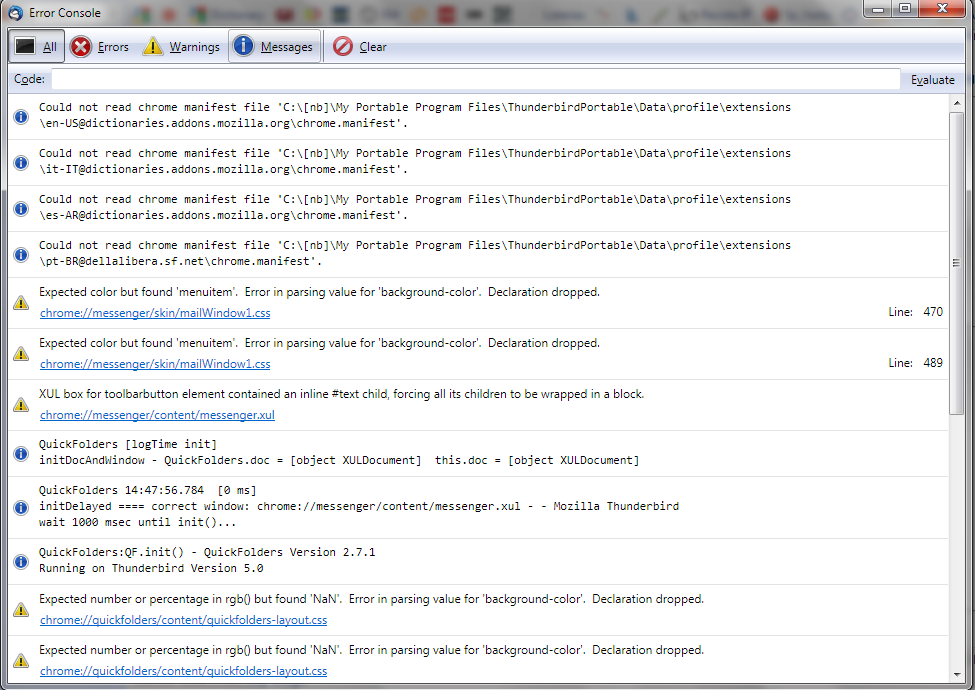 Error Console
All Errors Warnings Messages Clear
Code: Evaluate
Could not read chrome manifest file 'C:\[nb]\My Portable Program Files\ThunderbirdPortable\Data\profile\extensions
\en-US@dictionaries.addons.mozilla.org\chrome.manifest'.
Could not read chrome manifest file 'C:\[nb]\My Portable Program Files\ThunderbirdPortable\Data\profile\extensions
\it-IT@dictionaries.addons.mozilla.org\chrome.manifest'.
Could not read chrome manifest file 'C:\[nb]\My Portable Program Files\ThunderbirdPortable\Data\profile\extensions
\es-AR@dictionaries.addons.mozilla.org\chrome.manifest'.
Could not read chrome manifest file 'C:\[nb]\My Portable Program Files\ThunderbirdPortable\Data\profile\extensions
\pt-BR@dellalibera.sf.net\chrome.manifest'.
Expected color but found 'menuitem'.  Error in parsing value for 'background-color'.  Declaration dropped.
chrome://messenger/skin/mailWindow1.css Line: 470
Expected color but found 'menuitem'.  Error in parsing value for 'background-color'.  Declaration dropped.
chrome://messenger/skin/mailWindow1.css Line: 489
XUL box for toolbarbutton element contained an inline #text child, forcing all its children to be wrapped in a block.
chrome://messenger/content/messenger.xul
QuickFolders [logTime init]
initDocAndWindow - QuickFolders.doc = [object XULDocument]  this.doc = [object XULDocument]
QuickFolders 14:47:56.784  [0 ms]
initDelayed ==== correct window: chrome://messenger/content/messenger.xul - - Mozilla Thunderbird
wait 1000 msec until init()...
QuickFolders:QF.init() - QuickFolders Version 2.7.1
Running on Thunderbird Version 5.0
Expected number or percentage in rgb() but found 'NaN'.  Error in parsing value for 'background-color'.  Declaration dropped.
chrome://quickfolders/content/quickfolders-layout.css
Expected number or percentage in rgb() but found 'NaN'.  Error in parsing value for 'background-color'.  Declaration dropped.
chrome://quickfolders/content/quickfolders-layout.css